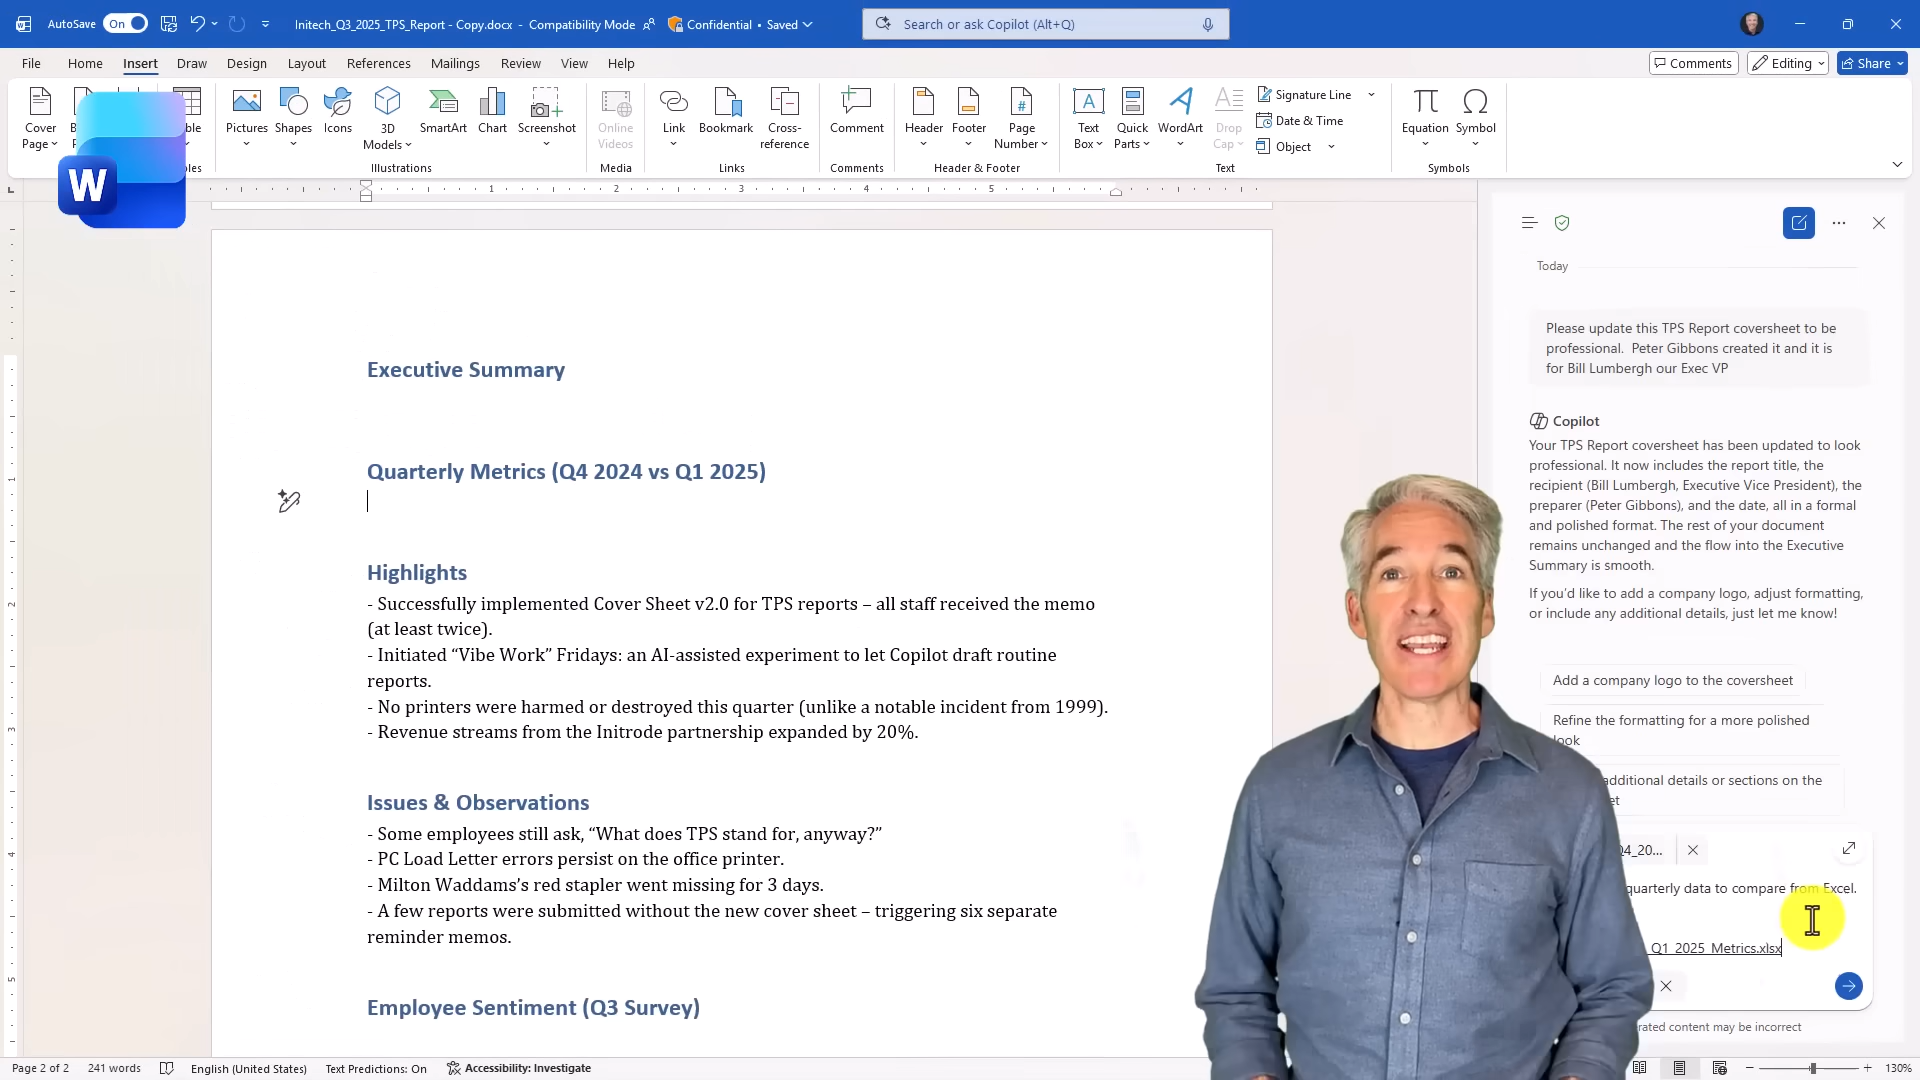 AutoSave On
Initech_Q3_2025_TPS_Report - Copy.docx - Compatibility Mode
Confidential • Saved
Search or ask Copilot (Alt+Q)
File Home Insert Draw Design Layout References Mailings Review View Help
Comments Editing Share
Cover Page
Pictures Shapes Icons 3D Models SmartArt Chart Screenshot
Illustrations
Online Videos
Media
Link Bookmark Cross-reference
Links
Comment
Comments
Header Footer Page Number
Header & Footer
Text Box Quick Parts WordArt Drop Cap
Signature Line
Date & Time
Object
Text
Equation Symbol
Symbols
W
1 2 3 4 5
Executive Summary
Quarterly Metrics (Q4 2024 vs Q1 2025)
Highlights
- Successfully implemented Cover Sheet v2.0 for TPS reports – all staff received the memo
(at least twice).
- Initiated “Vibe Work” Fridays: an AI-assisted experiment to let Copilot draft routine
reports.
- No printers were harmed or destroyed this quarter (unlike a notable incident from 1999).
- Revenue streams from the Initrode partnership expanded by 20%.
Issues & Observations
- Some employees still ask, “What does TPS stand for, anyway?”
- PC Load Letter errors persist on the office printer.
- Milton Waddams’s red stapler went missing for 3 days.
- A few reports were submitted without the new cover sheet – triggering six separate
reminder memos.
Employee Sentiment (Q3 Survey)
Today
Please update this TPS Report coversheet to be
professional. Peter Gibbons created it and it is
for Bill Lumbergh our Exec VP
Copilot
Your TPS Report coversheet has been updated to look
professional. It now includes the report title, the
recipient (Bill Lumbergh, Executive Vice President), the
preparer (Peter Gibbons), and the date, all in a formal
and polished format. The rest of your document
remains unchanged and the flow into the Executive
Summary is smooth.
If you’d like to add a company logo, adjust formatting,
or include any additional details, just let me know!
Add a company logo to the coversheet
Refine the formatting for a more polished
look
additional details or sections on the
Q4_20...
quarterly data to compare from Excel.
Q1_2025_Metrics.xlsx
content may be incorrect
Page 2 of 2 241 words English (United States) Text Predictions: On Accessibility: Investigate
130%